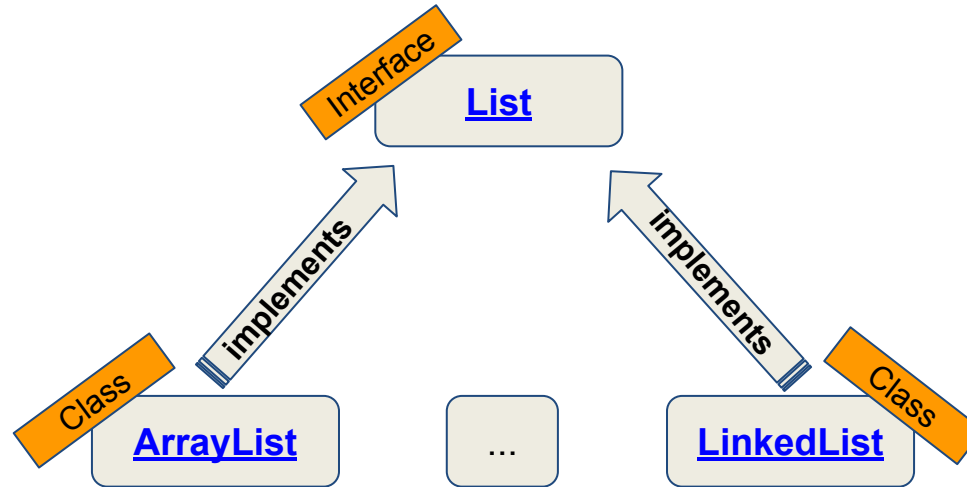 Interface
List
implements
implements
Class
ArrayList
...
LinkedList
Class